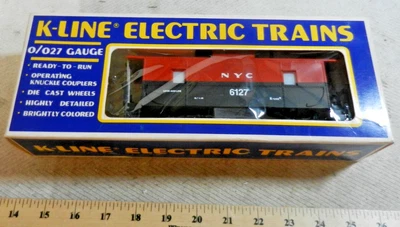 K-LINE® ELECTRIC TRAINS
O/O27 GAUGE
• READY-TO-RUN
• OPERATING
KNUCKLE COUPLERS
• DIE CAST WHEELS
• HIGHLY DETAILED
• BRIGHTLY COLORED
NYC
6127
K-LINE® ELECTRIC TRAINS
14 15 16 17 18 19 20 21 22 23 24 25 26